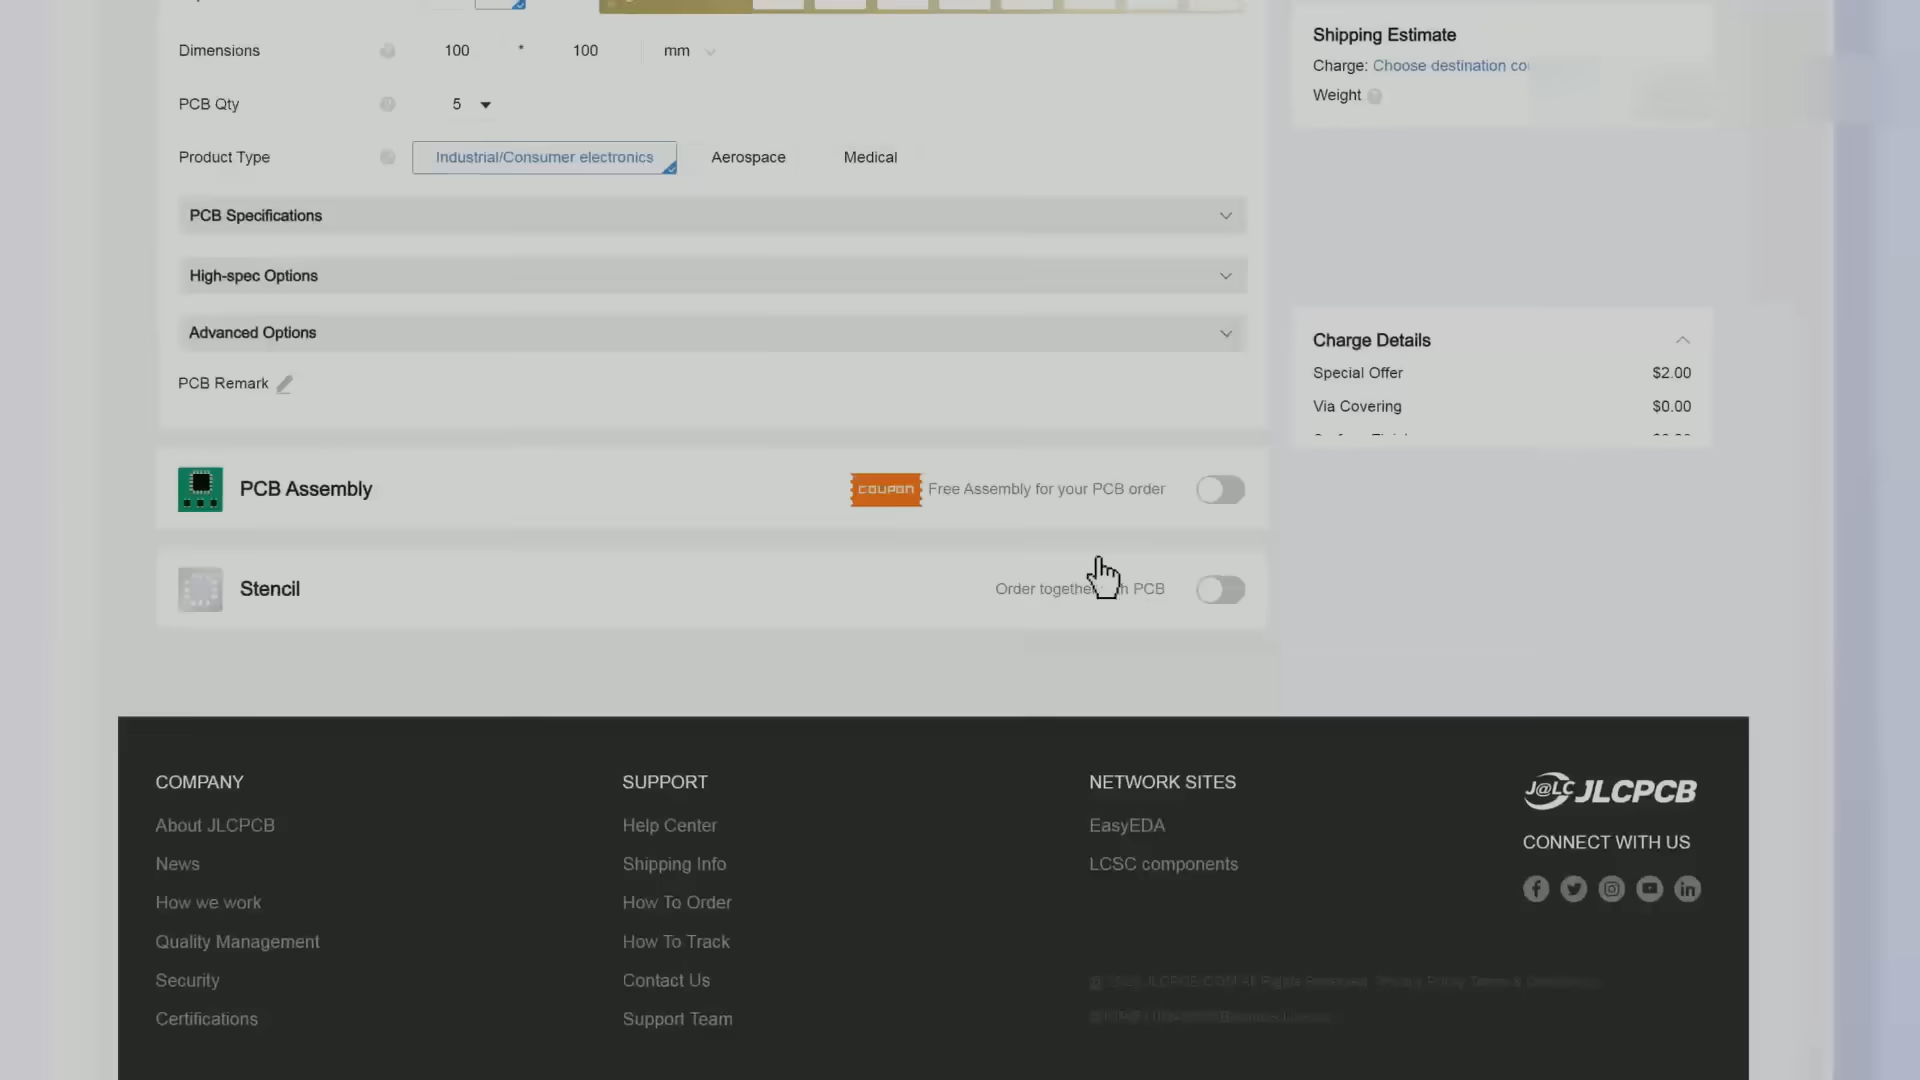 Dimensions 100 * 100 mm
PCB Qty 5
Product Type Industrial/Consumer electronics Aerospace Medical
PCB Specifications
High-spec Options
Advanced Options
PCB Remark
PCB Assembly COUPON Free Assembly for your PCB order
Stencil Order PCB
Shipping Estimate
Charge: Choose destination
Weight
Charge Details
Special Offer $2.00
Via Covering $0.00
COMPANY
About JLCPCB
News
How we work
Quality Management
Security
Certifications
SUPPORT
Help Center
Shipping Info
How To Order
How To Track
Contact Us
Support Team
NETWORK SITES
EasyEDA
LCSC components
J@LC JLCPCB
CONNECT WITH US